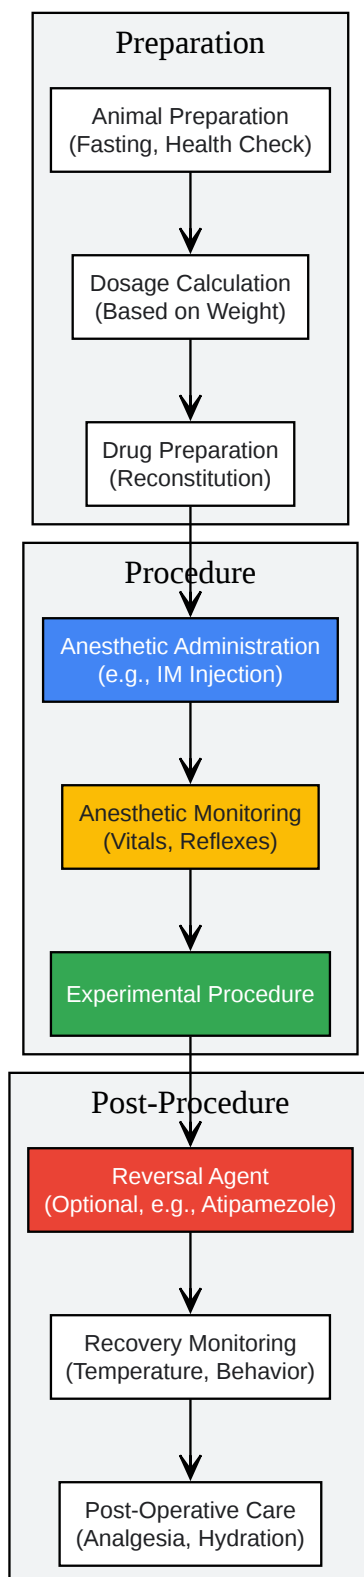 Preparation
Animal Preparation
(Fasting, Health Check)
Dosage Calculation
(Based on Weight)
Drug Preparation
(Reconstitution)
Procedure
Anesthetic Administration
(e.g., IM Injection)
Anesthetic Monitoring
(Vitals, Reflexes)
Experimental Procedure
Post-Procedure
Reversal Agent
(Optional, e.g., Atipamezole)
Recovery Monitoring
(Temperature, Behavior)
Post-Operative Care
(Analgesia, Hydration)